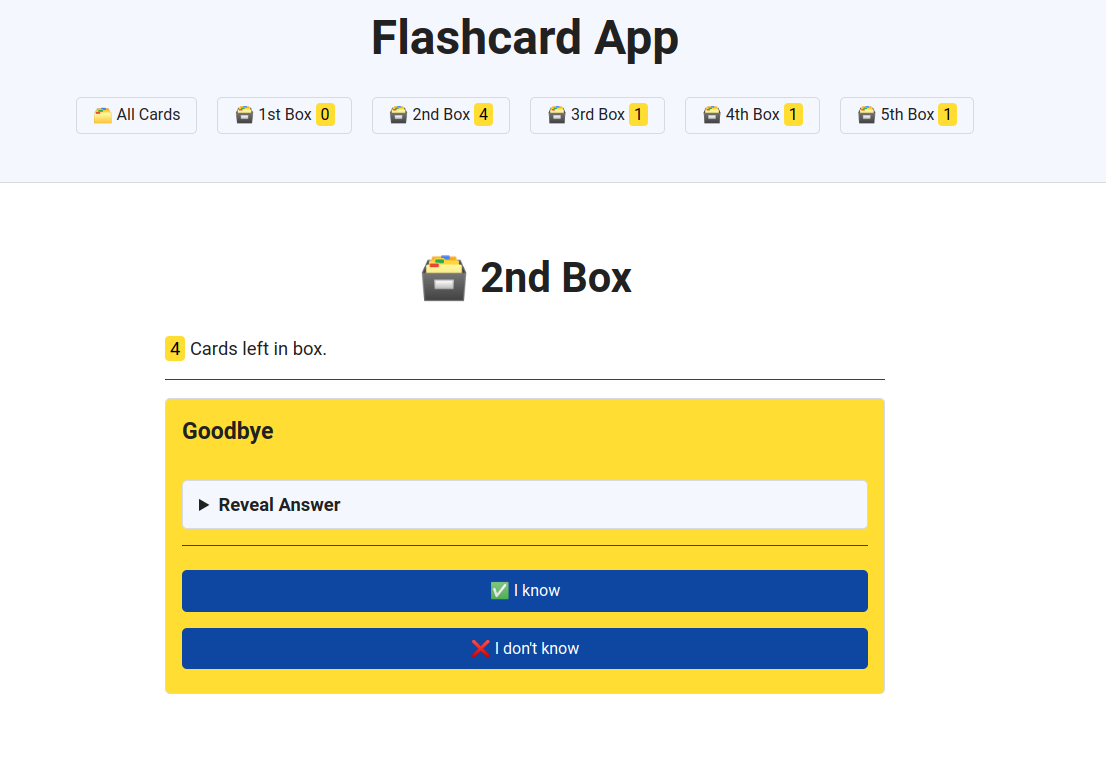 Flashcard App
All Cards 1st Box 0 2nd Box 4 3rd Box 1 4th Box 1 5th Box 1
2nd Box
4 Cards left in box.
Goodbye
Reveal Answer
I know
I don't know